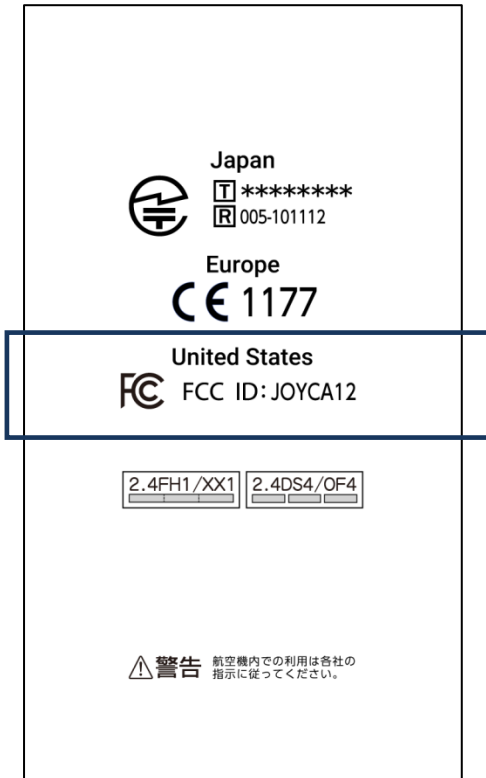 Japan
T ********
R 005-101112
Europe
CE 1177
United States
FC FCC ID: JOYCA12
2.4FH1/XX1 2.4DS4/OF4
警告 航空機内での利用は各社の
指示に従ってください。